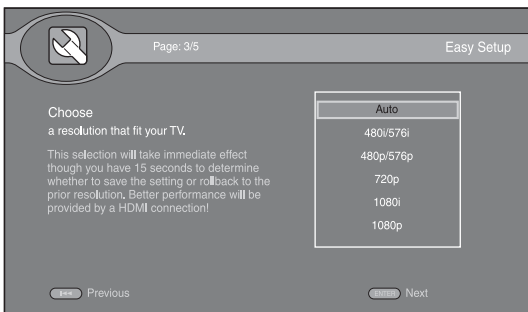 Page: 3/5
Easy Setup
Choose
a resolution that fit your TV.
This selection will take immediate effect
though you have 15 seconds to determine
whether to save the setting or rollback to the
prior resolution. Better performance will be
provided by a HDMI connection!
Auto
480i/576i
480p/576p
720p
1080i
1080p
Previous
ENTER Next